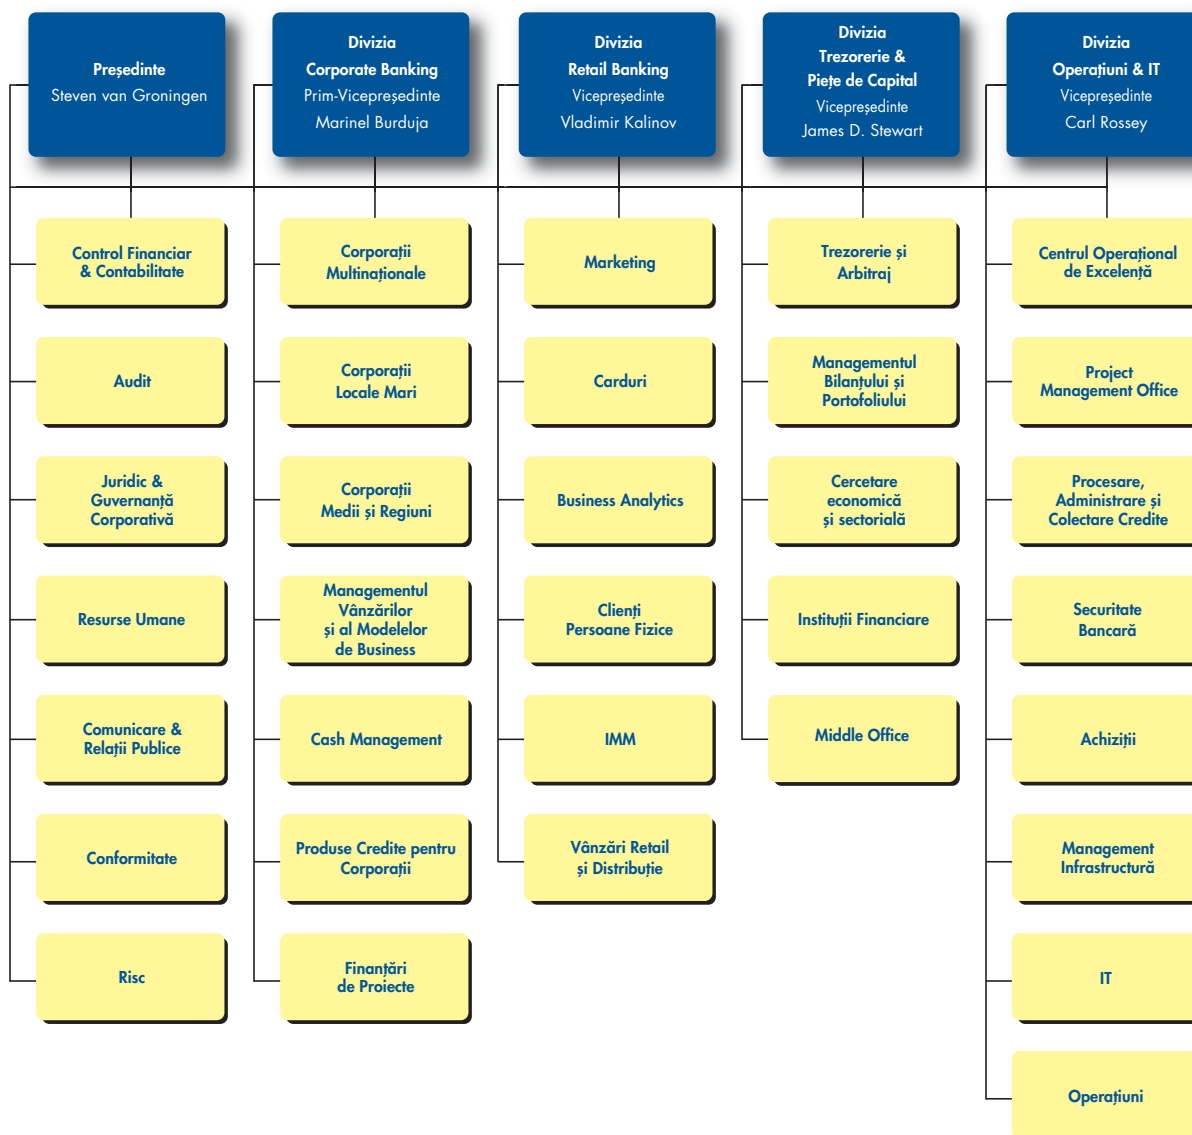 Președinte
Steven van Groningen
Divizia
Corporate Banking
Prim-Vicepreședinte
Marinel Burduja
Divizia
Retail Banking
Vicepreședinte
Vladimir Kalinov
Divizia
Trezorerie &
Piețe de Capital
Vicepreședinte
James D. Stewart
Divizia
Operațiuni & IT
Vicepreședinte
Carl Rossey
Control Financiar
& Contabilitate
Audit
Juridic &
Guvernanță
Corporativă
Resurse Umane
Comunicare &
Relații Publice
Conformitate
Risc
Corporații
Multinaționale
Corporații
Locale Mari
Corporații
Medii și Regiuni
Managementul
Vânzărilor
și al Modelelor
de Business
Cash Management
Produse Credite pentru
Corporații
Finanțări
de Proiecte
Marketing
Carduri
Business Analytics
Clienți
Persoane Fizice
IMM
Vânzări Retail
și Distribuție
Trezorerie și
Arbitraj
Managementul
Bilanțului și
Portofoliului
Cercetare
economică
și sectorială
Instituții Financiare
Middle Office
Centrul Operațional
de Excelență
Project
Management Office
Procesare,
Administrare și
Colectare Credite
Securitate
Bancară
Achiziții
Management
Infrastructură
IT
Operațiuni